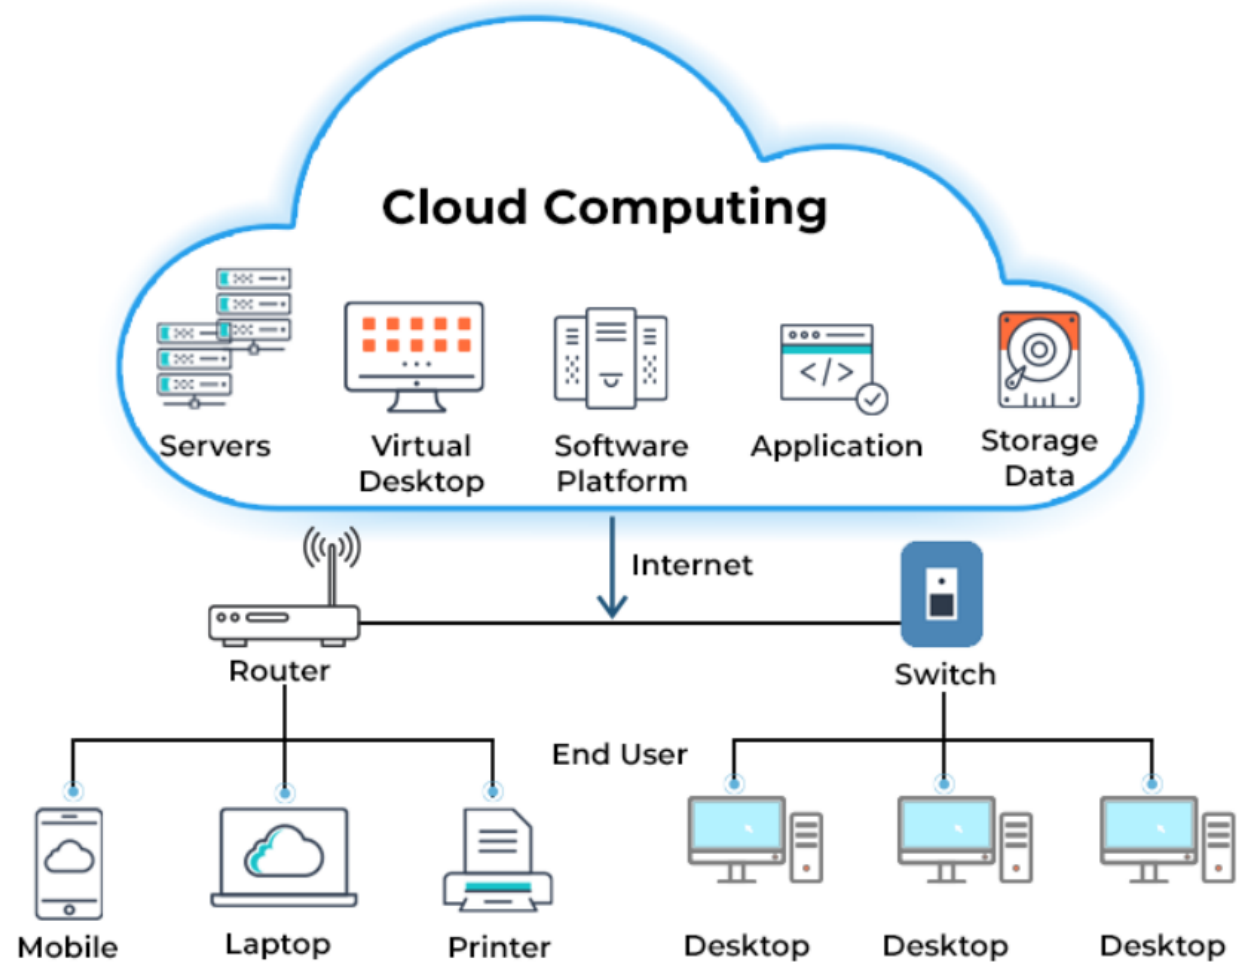 Cloud Computing
Servers
Virtual
Desktop
Software
Platform
</>
Application
Storage
Data
Internet
Router
Switch
End User
Mobile
Laptop
Printer
Desktop
Desktop
Desktop